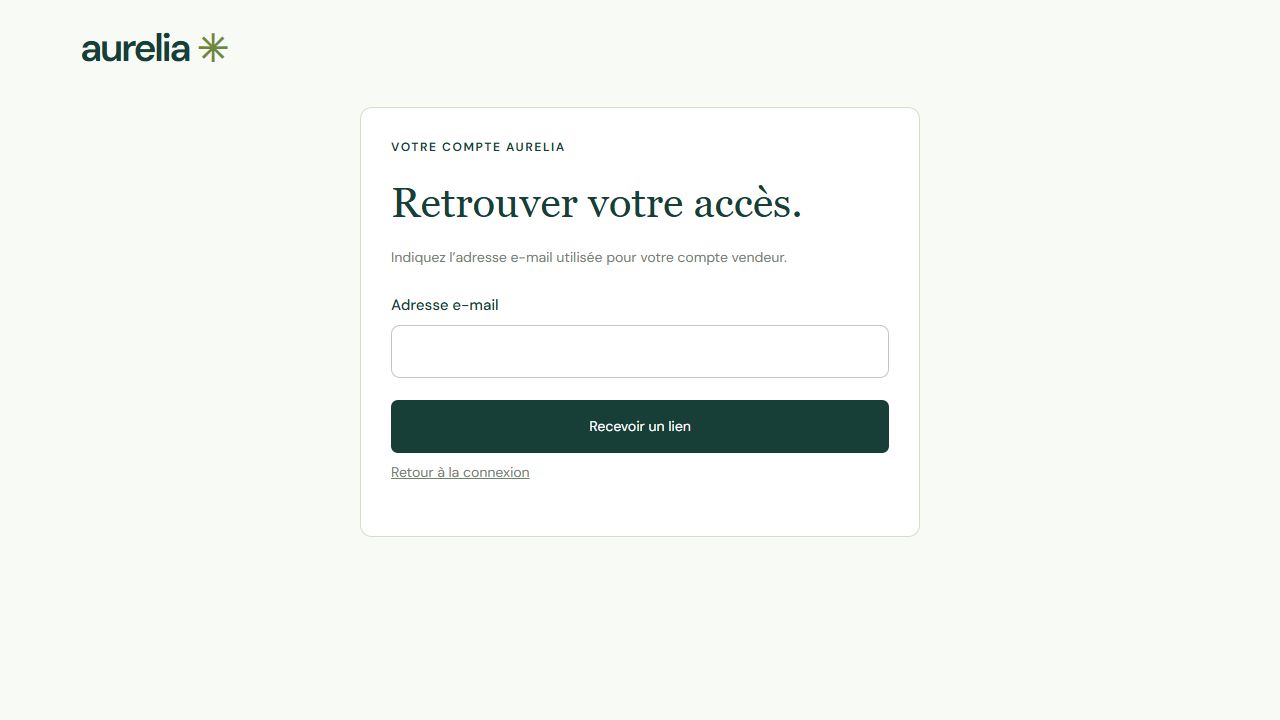 aurelia
VOTRE COMPTE AURELIA
Retrouver votre accès.
Indiquez l’adresse e-mail utilisée pour votre compte vendeur.
Adresse e-mail
Recevoir un lien
Retour à la connexion